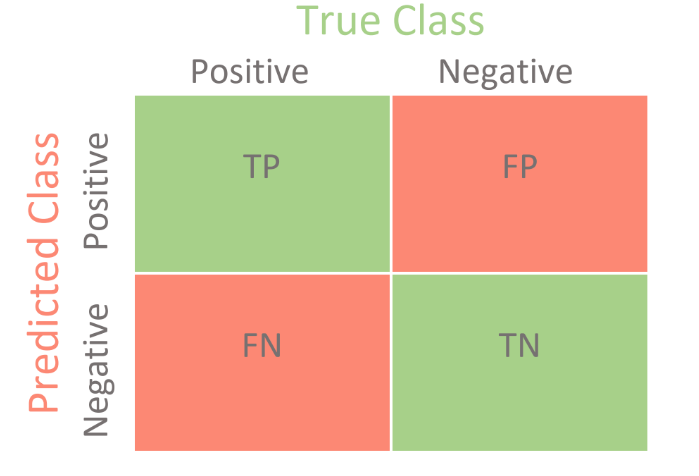 True Class
Positive Negative
Predicted Class
Positive
TP FP
Negative
FN TN